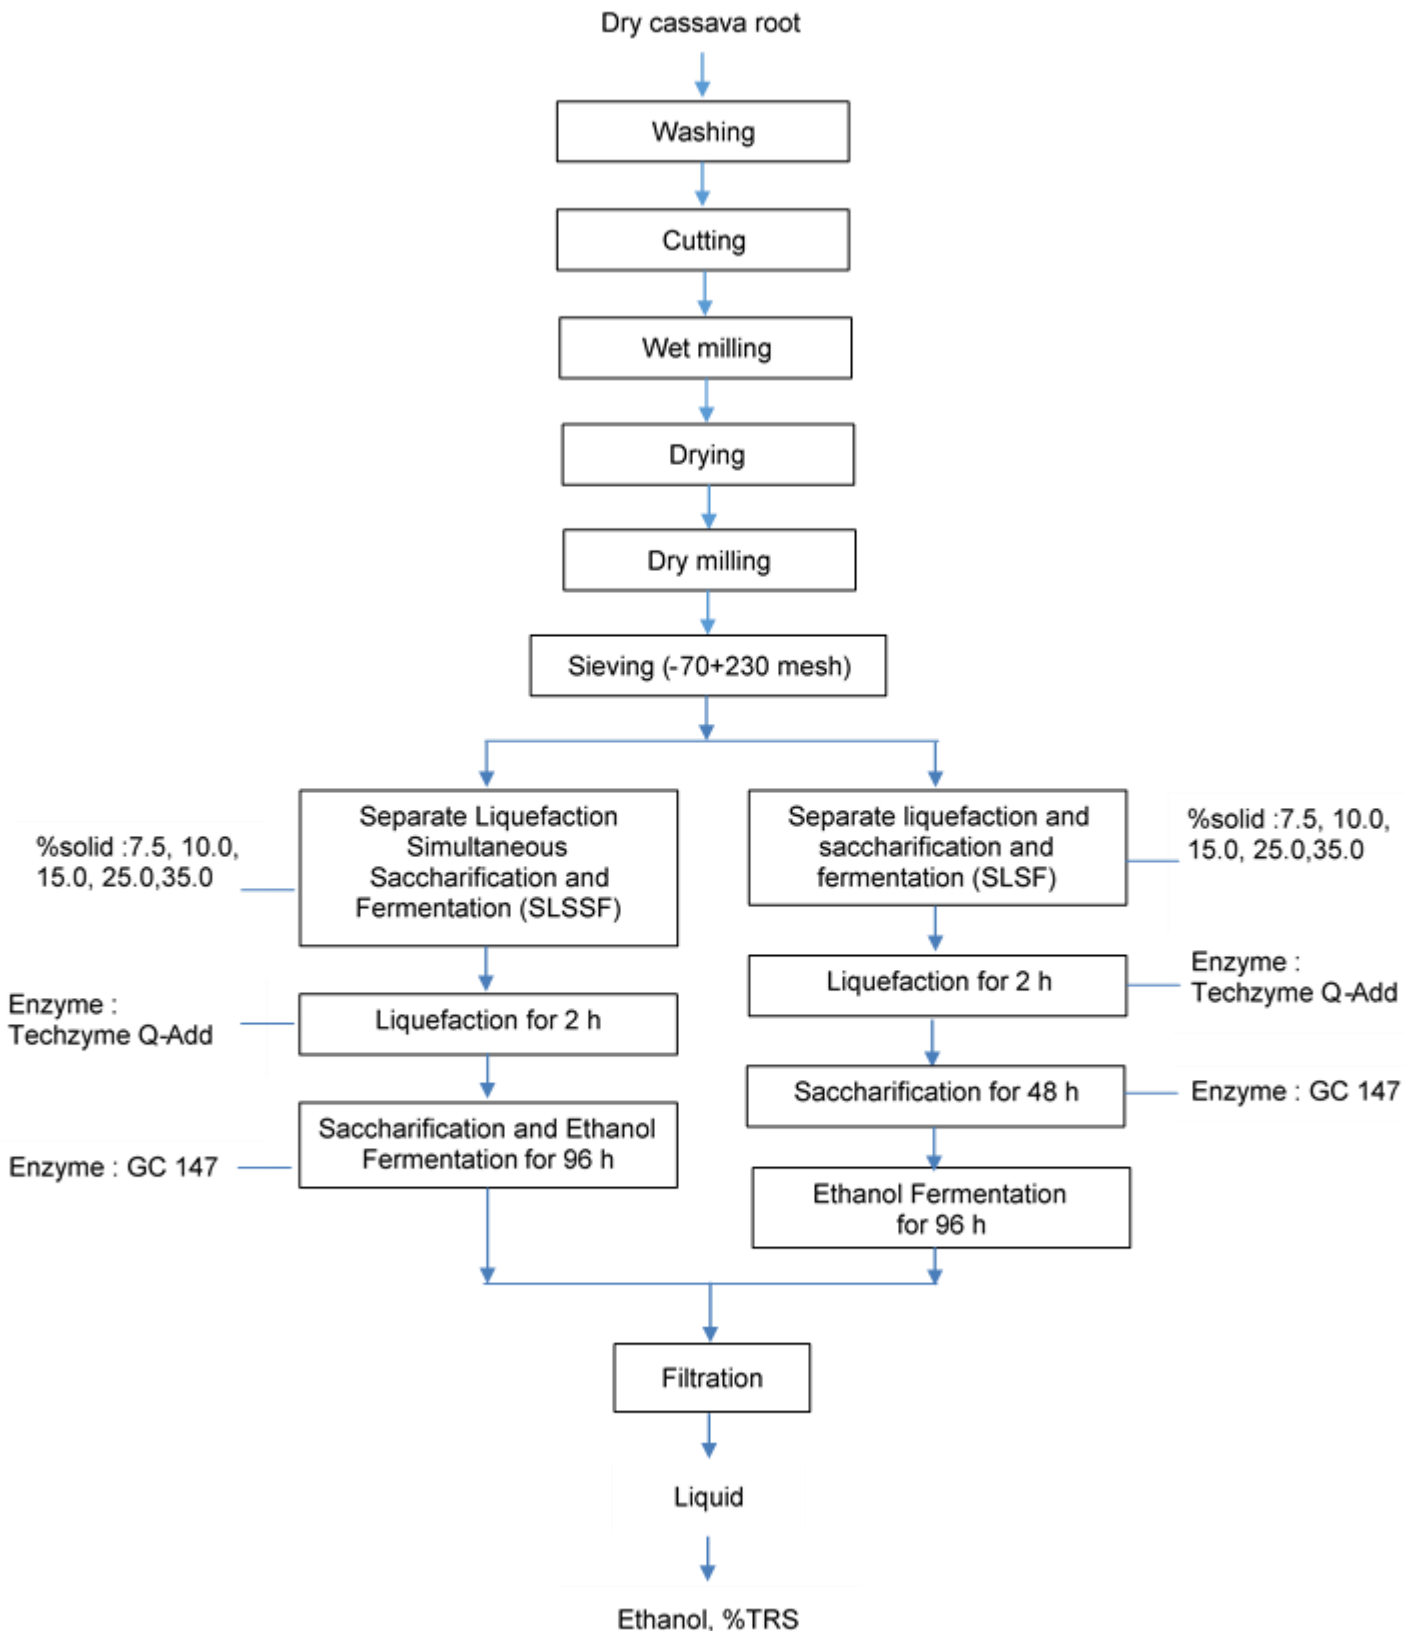 Dry cassava root
Washing
Cutting
Wet milling
Drying
Dry milling
Sieving (-70+230 mesh)
%solid :7.5, 10.0,
15.0, 25.0,35.0
Separate Liquefaction
Simultaneous
Saccharification and
Fermentation (SLSSF)
Enzyme :
Techzyme Q-Add
Liquefaction for 2 h
Enzyme : GC 147
Saccharification and Ethanol
Fermentation for 96 h
Separate liquefaction and
saccharification and
fermentation (SLSF)
%solid :7.5, 10.0,
15.0, 25.0,35.0
Liquefaction for 2 h
Enzyme :
Techzyme Q-Add
Saccharification for 48 h
Enzyme : GC 147
Ethanol Fermentation
for 96 h
Filtration
Liquid
Ethanol, %TRS